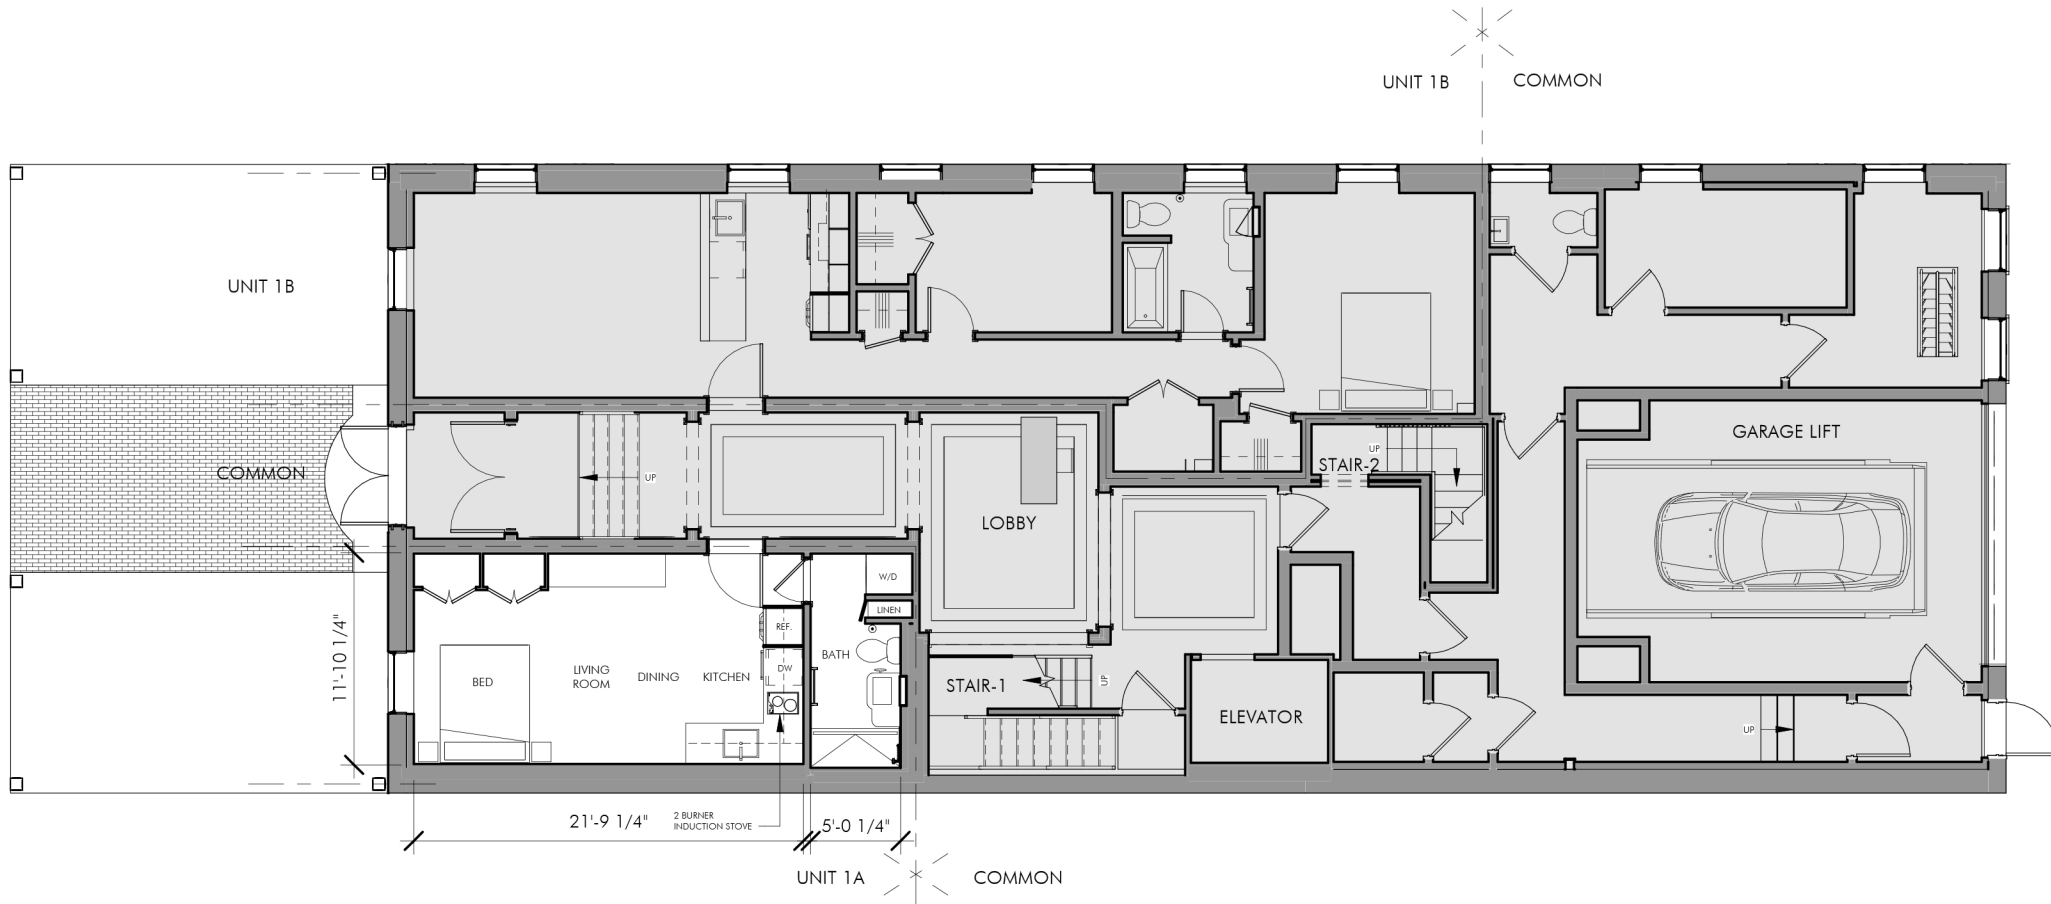 UNIT 1B
COMMON
UNIT 1B
COMMON
UP
LOBBY
UP
STAIR-2
GARAGE LIFT
W/D
LINEN
REF.
BATH
DW
BED
LIVING
ROOM
DINING
KITCHEN
STAIR-1
UP
ELEVATOR
UP
11'-10 1/4"
21'-9 1/4"
2 BURNER
INDUCTION STOVE
5'-0 1/4"
UNIT 1A
COMMON